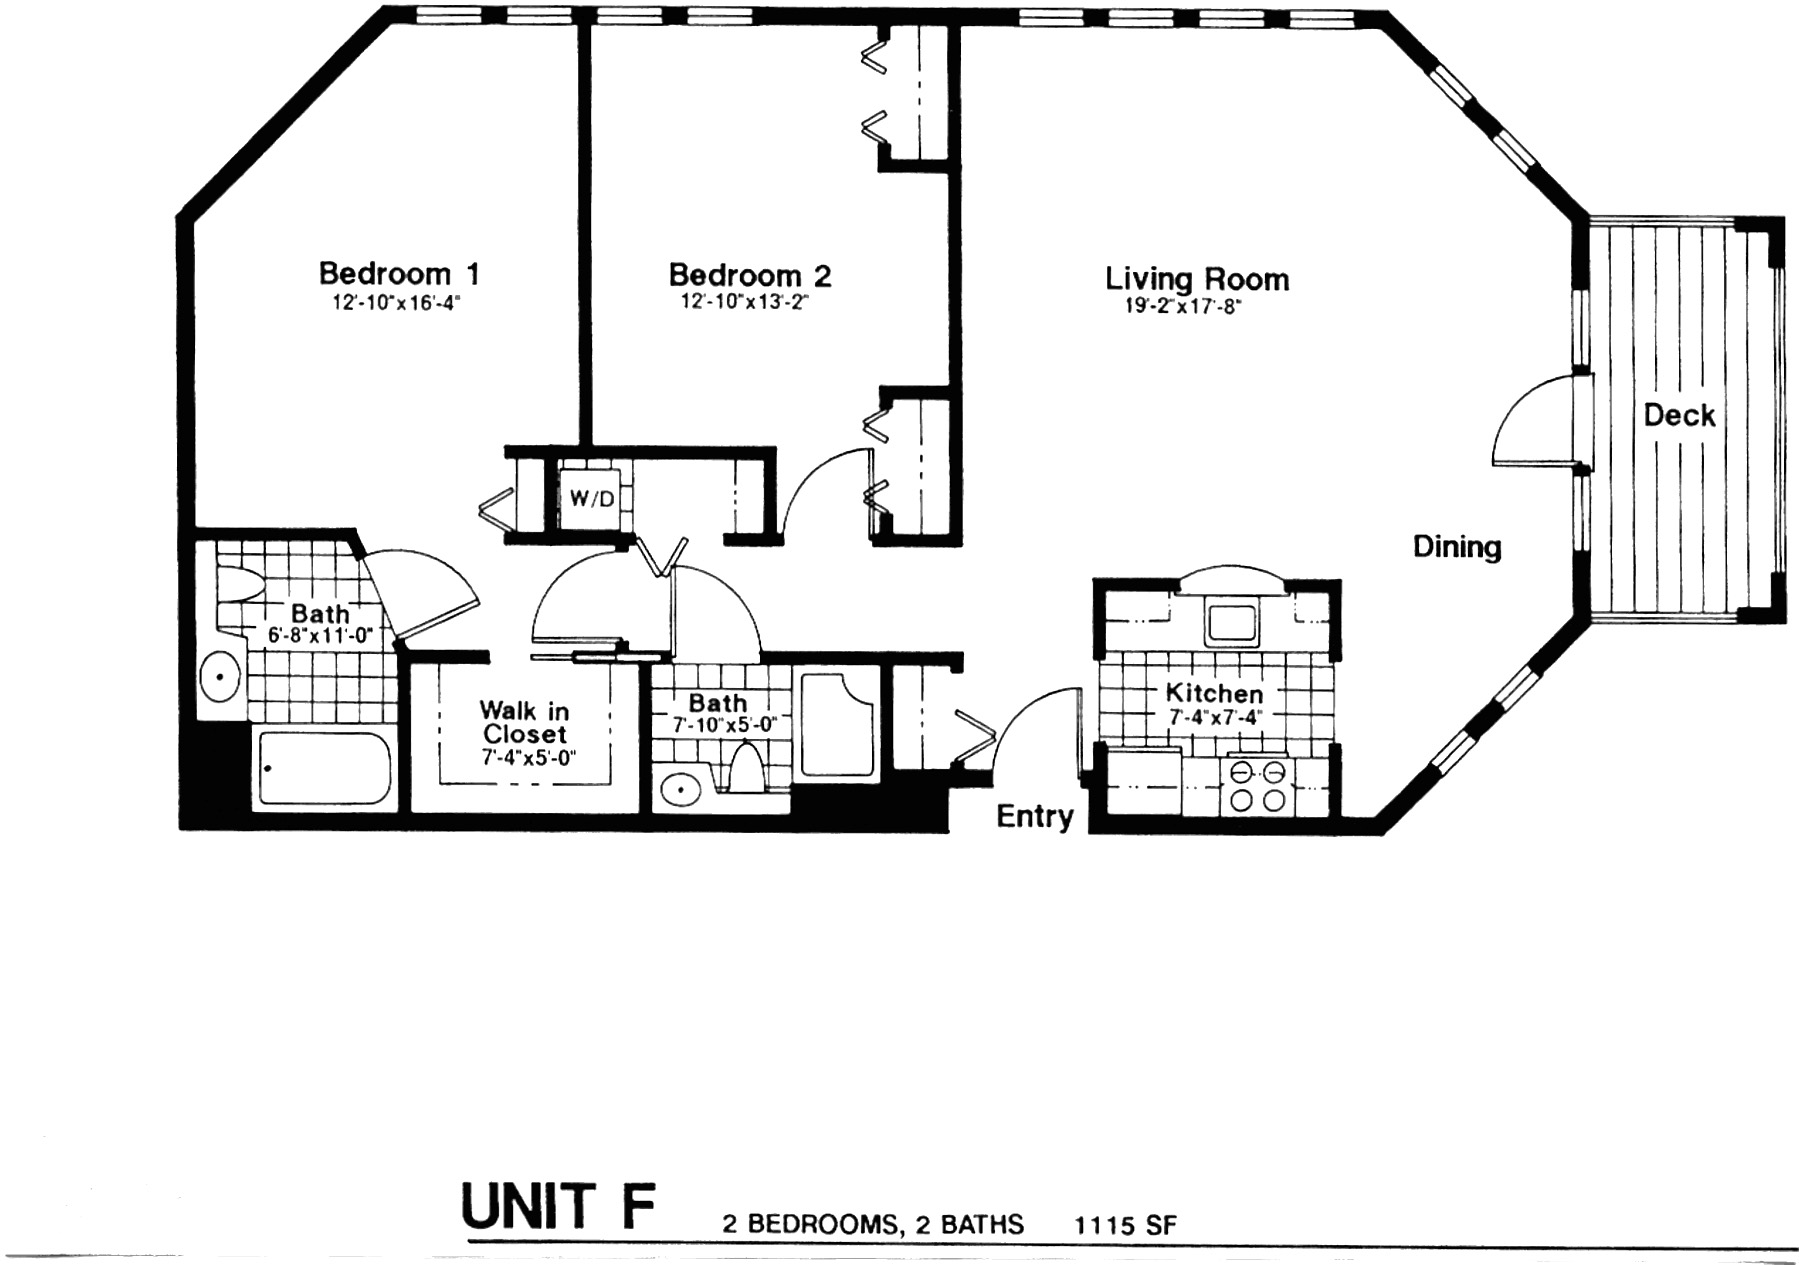 Bedroom 1
12'-10"x16'-4"
Bedroom 2
12'-10"x13'-2"
Living Room
19'-2"x17'-8"
Deck
W/D
Dining
Bath
6'-8"x11'-0"
Walk in
Closet
7'-4"x5'-0"
Bath
7'-10"x5'-0"
Kitchen
7'-4"x7'-4"
Entry
UNIT F
2 BEDROOMS, 2 BATHS 1115 SF